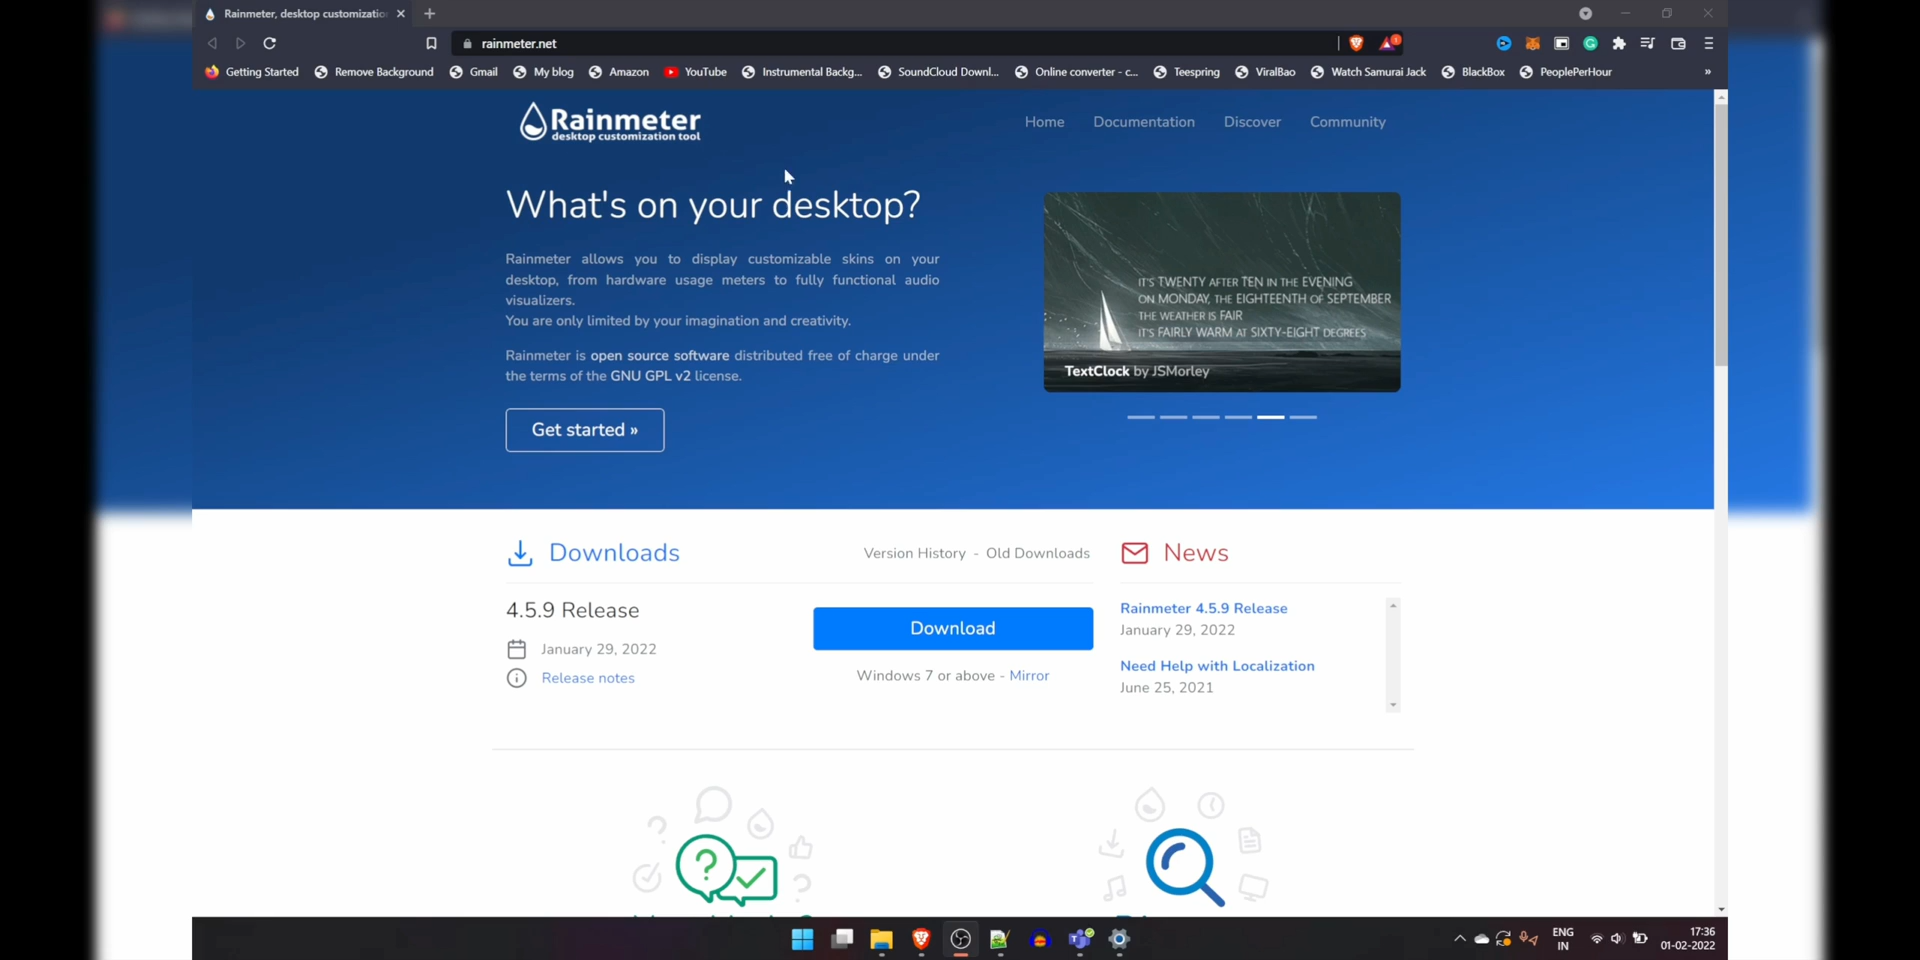 Rainmeter, desktop customizatio
rainmeter.net
Getting Started
Remove Background
Gmail
My blog
Amazon
YouTube
Instrumental Backg...
SoundCloud Downl...
Online converter - c...
Teespring
ViralBao
Watch Samurai Jack
BlackBox
PeoplePerHour
»
Rainmeter
desktop customization tool
Home
Documentation
Discover
Community
What's on your desktop?
Rainmeter allows you to display customizable skins on your
desktop, from hardware usage meters to fully functional audio
visualizers.
You are only limited by your imagination and creativity.
Rainmeter is open source software distributed free of charge under
the terms of the GNU GPL v2 license.
Get started »
IT'S TWENTY AFTER TEN IN THE EVENING
ON MONDAY, THE EIGHTEENTH OF SEPTEMBER
THE WEATHER IS FAIR
IT'S FAIRLY WARM AT SIXTY-EIGHT DEGREES
TextClock by JSMorley
Downloads
Version History - Old Downloads
4.5.9 Release
January 29, 2022
Release notes
Download
Windows 7 or above - Mirror
News
Rainmeter 4.5.9 Release
January 29, 2022
Need Help with Localization
June 25, 2021
ENG
IN
17:36
01-02-2022